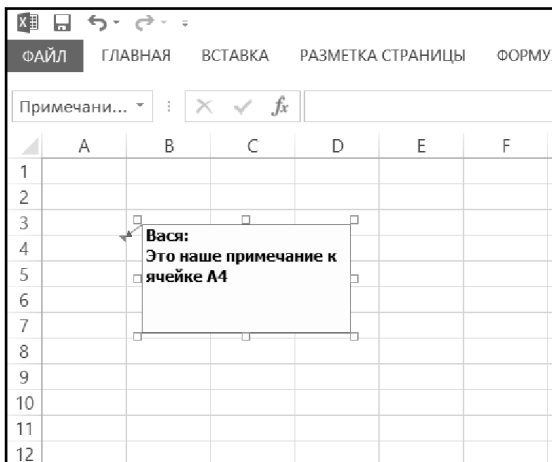 ФАЙЛ ГЛАВНАЯ ВСТАВКА РАЗМЕТКА СТРАНИЦЫ ФОРМУ
Примечани... fx
A B C D E F
1
2
3
Вася:
4
Это наше примечание к
5
ячейке А4
6
7
8
9
10
11
12